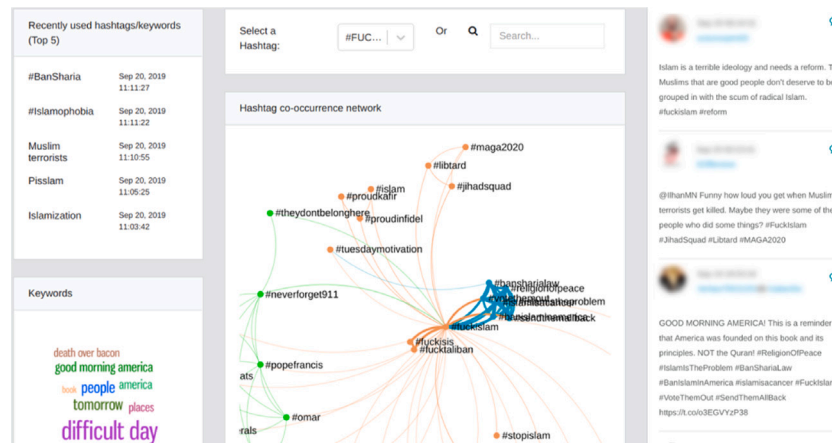 Recently used hashtags/keywords
(Top 5)
#BanSharia
Sep 20, 2019
11:11:27
#Islamophobia
Sep 20, 2019
11:11:22
Muslim
terrorists
Sep 20, 2019
11:10:55
Pisslam
Sep 20, 2019
11:05:25
Islamization
Sep 20, 2019
11:03:42
Keywords
death over bacon
good morning america
book people america
tomorrow places
difficult day
Select a
Hashtag:
#FUC...
Or
Search...
Hashtag co-occurrence network
#maga2020
#libtard
#jihadsquad
#islam
#proudkafir
#theydontbelonghere
#proudinfidel
#tuesdaymotivation
#bansharialaw
#religionofpeace
#neverforget911
#votethemout
#sendthemallback
#fuckislam
#fuckisis
#fucktaliban
#popefrancis
ats
#omar
rals
#stopislam
Islam is a terrible ideology and needs a reform. T
Muslims that are good people don't deserve to be
grouped in with the scum of radical Islam.
#fuckislam #reform
@IlhanMN Funny how loud you get when Muslim
terrorists get killed. Maybe they were some of the
people who did some things? #FuckIslam
#JihadSquad #Libtard #MAGA2020
GOOD MORNING AMERICA! This is a reminder
that America was founded on this book and its
principles. NOT the Quran! #ReligionOfPeace
#IslamIsTheProblem #BanShariaLaw
#BanIslamInAmerica #islamisacancer #FuckIslam
#VoteThemOut #SendThemAllBack
https://t.co/o3EGVYzP38